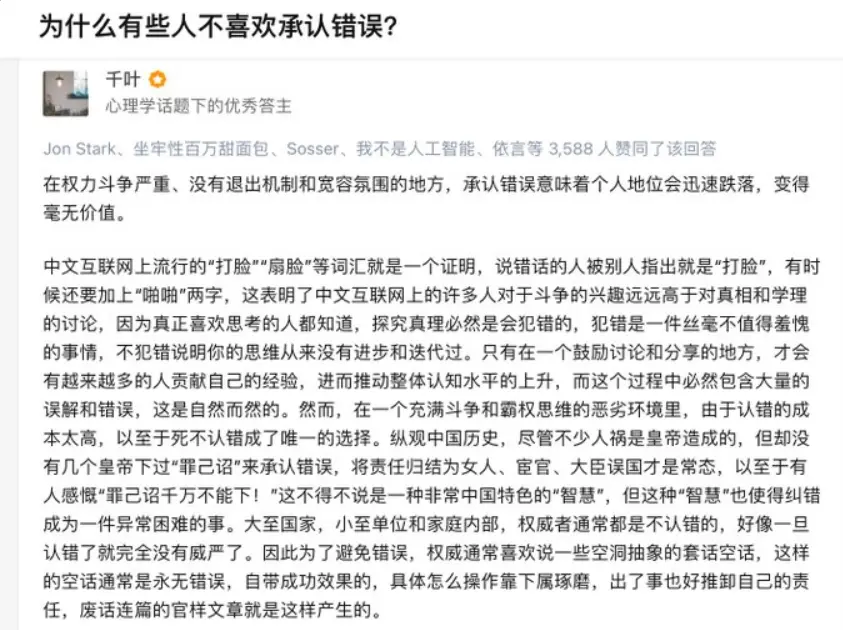 为什么有些人不喜欢承认错误?
千叶
心理学话题下的优秀答主
Jon Stark、坐牢性百万甜面包、Sosser、我不是人工智能、依言等 3,588 人赞同了该回答
在权力斗争严重、没有退出机制和宽容氛围的地方，承认错误意味着个人地位会迅速跌落，变得
毫无价值。
中文互联网上流行的“打脸”“扇脸”等词汇就是一个证明，说错话的人被别人指出就是“打脸”，有时
候还要加上“啪啪”两字，这表明了中文互联网上的许多人对于斗争的兴趣远远高于对真相和学理
的讨论，因为真正喜欢思考的人都知道，探究真理必然是会犯错的，犯错是一件丝毫不值得羞愧
的事情，不犯错说明你的思维从来没有进步和迭代过。只有在一个鼓励讨论和分享的地方，才会
有越来越多的人贡献自己的经验，进而推动整体认知水平的上升，而这个过程中必然包含大量的
误解和错误，这是自然而然的。然而，在一个充满斗争和霸权思维的恶劣环境里，由于认错的成
本太高，以至于死不认错成了唯一的选择。纵观中国历史，尽管不少人祸是皇帝造成的，但却没
有几个皇帝下过“罪己诏”来承认错误，将责任归结为女人、宦官、大臣误国才是常态，以至于有
人感慨“罪己诏千万不能下！”这不得不说是一种非常中国特色的“智慧”，但这种“智慧”也使得纠错
成为一件异常困难的事。大至国家，小至单位和家庭内部，权威者通常都是不认错的，好像一旦
认错了就完全没有威严了。因此为了避免错误，权威通常喜欢说一些空洞抽象的套话空话，这样
的空话通常是永无错误，自带成功效果的，具体怎么操作靠下属琢磨，出了事也好推卸自己的责
任，废话连篇的官样文章就是这样产生的。